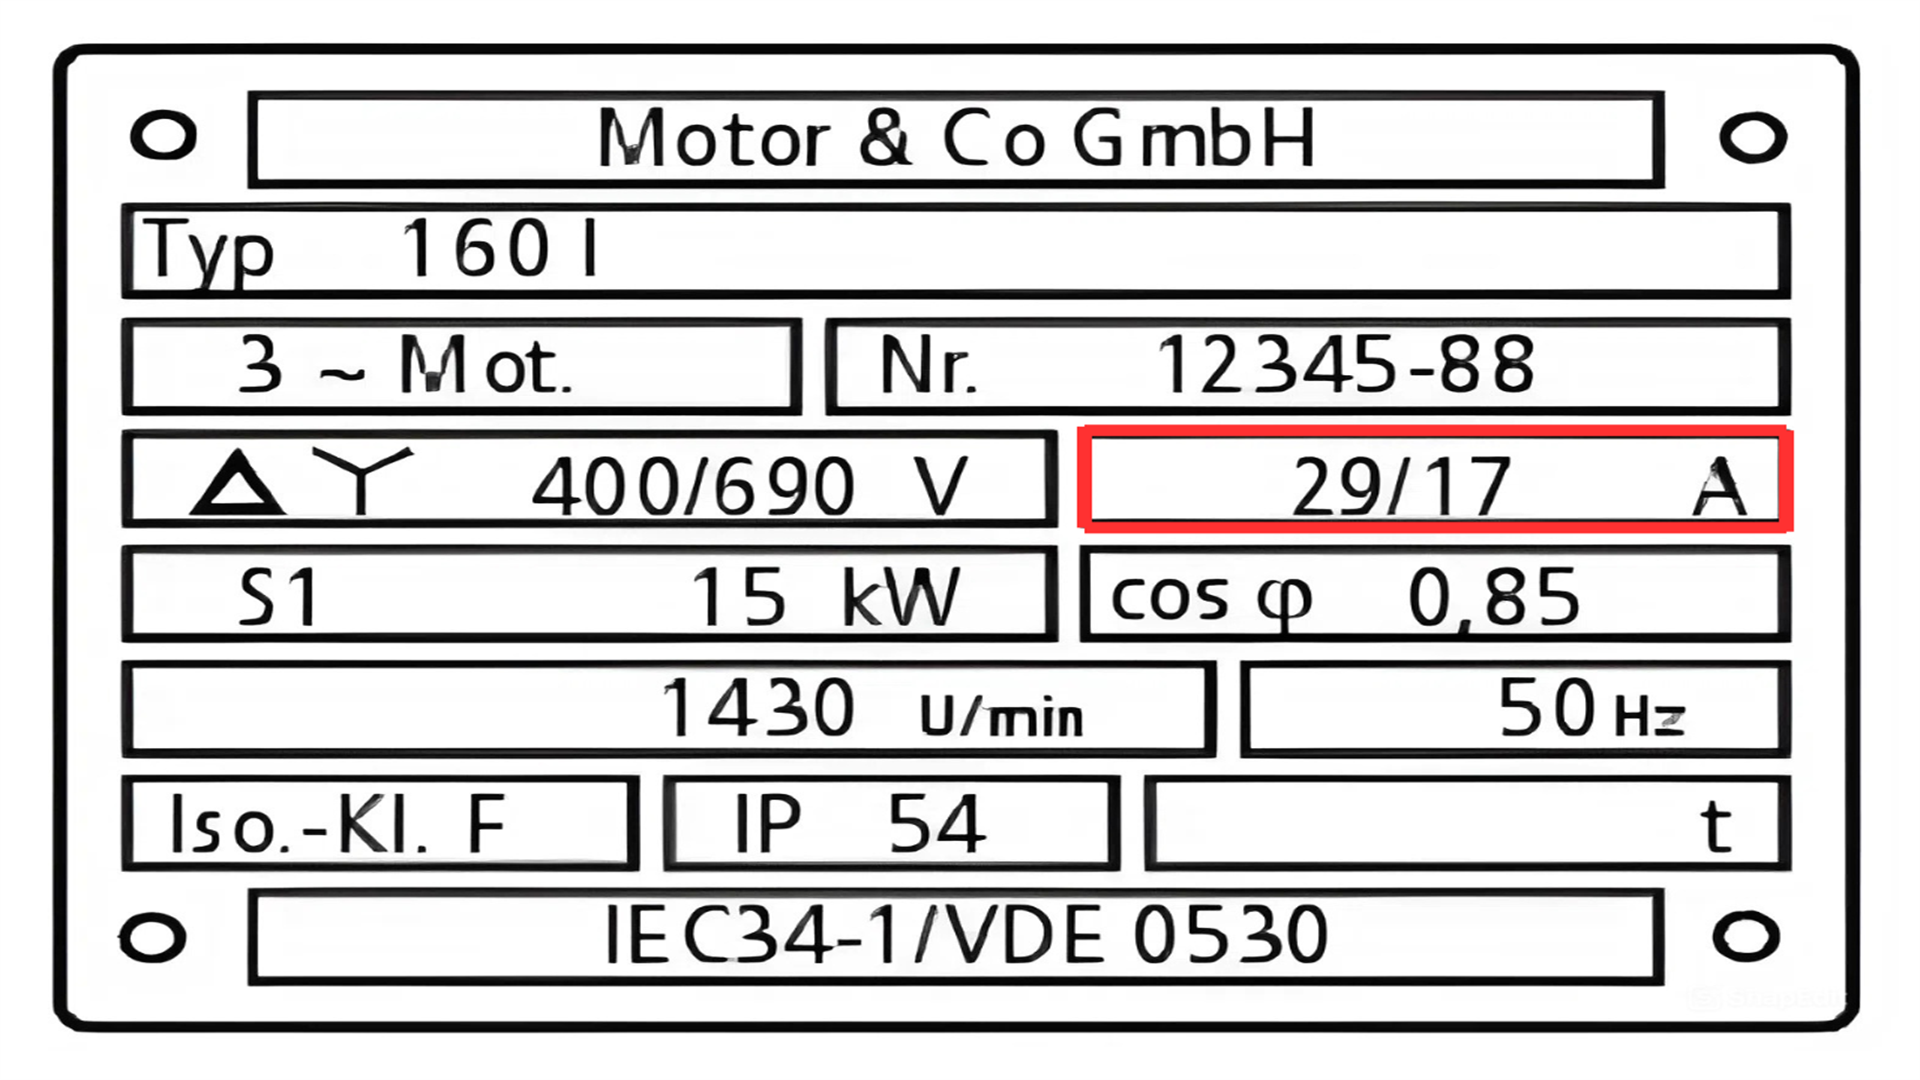 Motor & Co GmbH
Typ 160 l
3 ~ Mot. Nr. 12345-88
Δ Y 400/690 V 29/17 A
S1 15 kW cos φ 0,85
1430 U/min 50 Hz
Iso.-Kl. F IP 54 t
IEC34-1/VDE 0530